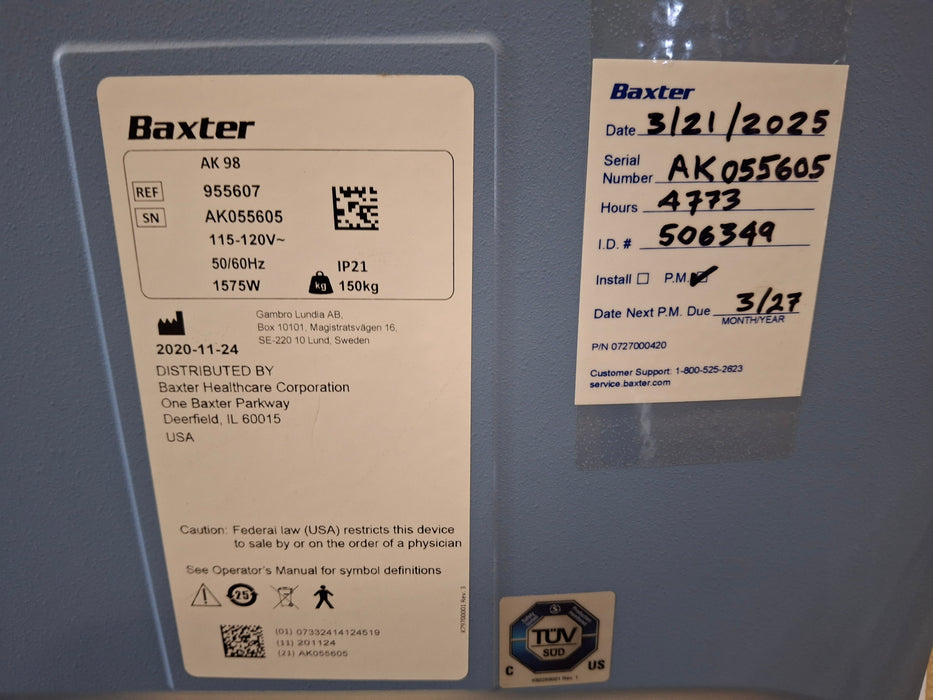 Baxter
AK 98
REF 955607
SN AK055605
115-120V~
50/60Hz IP21
1575W kg 150kg
Gambro Lundia AB,
Box 10101, Magistratsvägen 16,
SE-220 10 Lund, Sweden
2020-11-24
DISTRIBUTED BY
Baxter Healthcare Corporation
One Baxter Parkway
Deerfield, IL 60015
USA
Caution: Federal law (USA) restricts this device
to sale by or on the order of a physician
See Operator's Manual for symbol definitions
25
(01) 07332414124519
(11) 201124
(21) AK055605
Baxter
Date 3/21/2025
Serial
Number AK055605
Hours 4773
I.D. # 506349
Install P.M.
Date Next P.M. Due 3/27
MONTH/YEAR
P/N 0727000420
Customer Support: 1-800-525-2623
service.baxter.com
TÜV
SÜD
C US